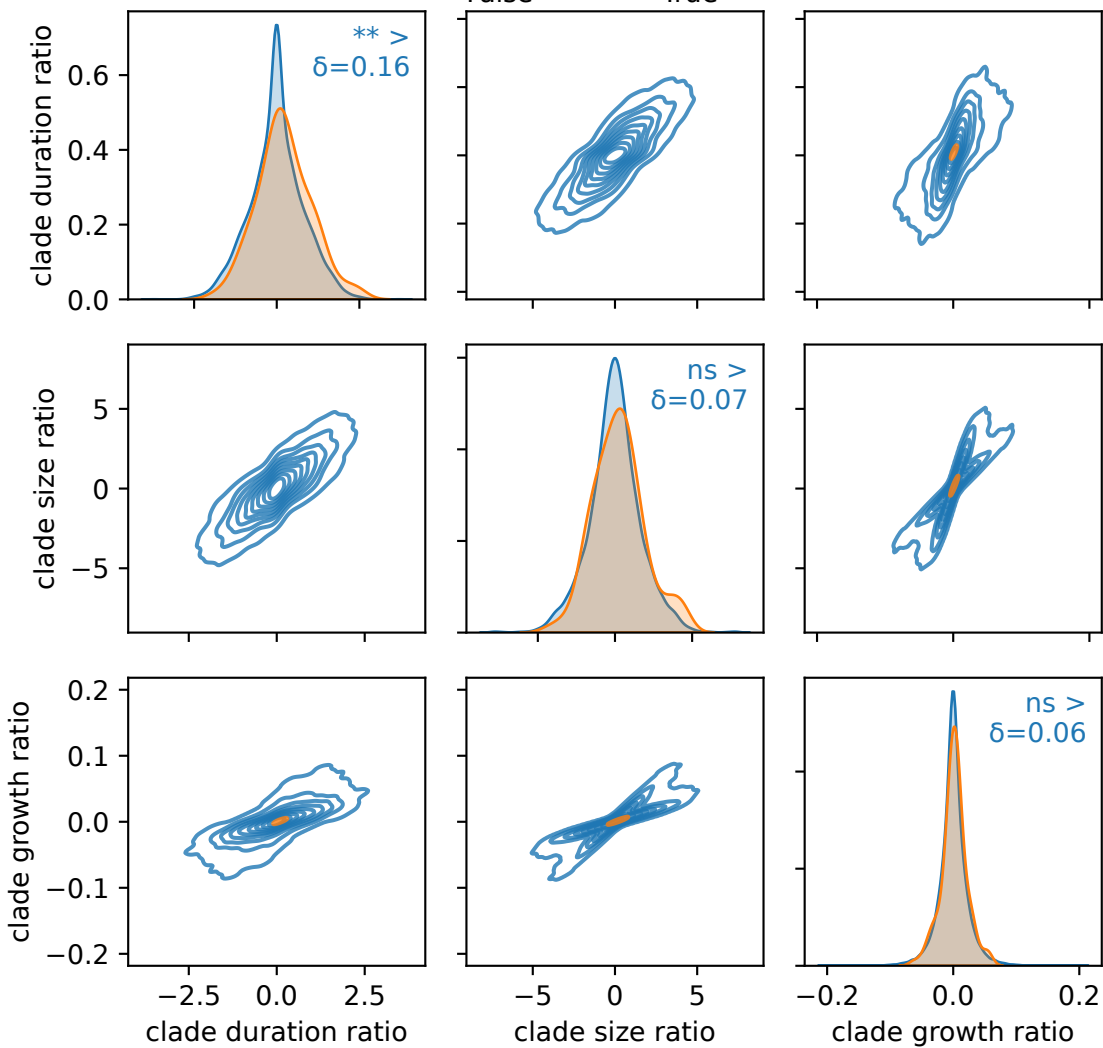 False True
clade duration ratio
0.6
0.4
0.2
0.0
** >
δ=0.16
clade size ratio
5
0
−5
ns >
δ=0.07
clade growth ratio
0.2
0.1
0.0
−0.1
−0.2
ns >
δ=0.06
−2.5 0.0 2.5
−5 0 5
−0.2 0.0 0.2
clade duration ratio
clade size ratio
clade growth ratio